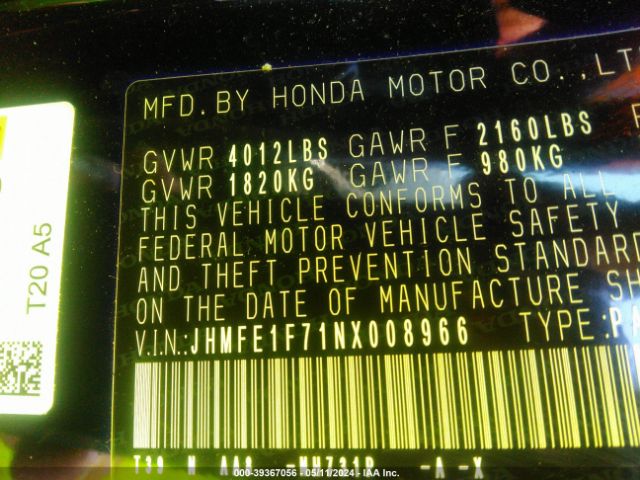 MFD. BY HONDA MOTOR CO., LT
GVWR 4012LBS GAWR F 2160LBS
GVWR 1820KG GAWR F 980KG
THIS VEHICLE CONFORMS TO ALL
FEDERAL MOTOR VEHICLE SAFETY
AND THEFT PREVENTION STANDARD
ON THE DATE OF MANUFACTURE SH
V.I.N.:JHMFE1F71NX008966 TYPE:PA
T20 A5
000-39367056 - 05/11/2024 - IAA Inc.